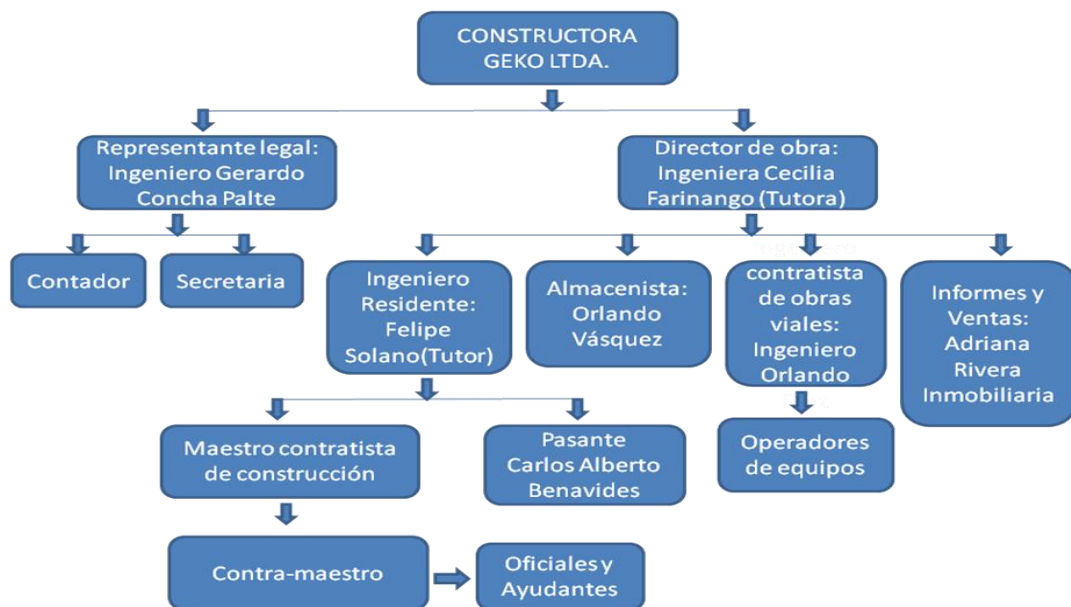 CONSTRUCTORA
GEKO LTDA.
Representante legal:
Ingeniero Gerardo
Concha Palte
Director de obra:
Ingeniera Cecilia
Farinango (Tutora)
Contador
Secretaria
Ingeniero
Residente:
Felipe
Solano(Tutor)
Almacenista:
Orlando
Vásquez
contratista
de obras
viales:
Ingeniero
Orlando
Informes y
Ventas:
Adriana
Rivera
Inmobiliaria
Maestro contratista
de construcción
Pasante
Carlos Alberto
Benavides
Operadores
de equipos
Contra-maestro
Oficiales y
Ayudantes